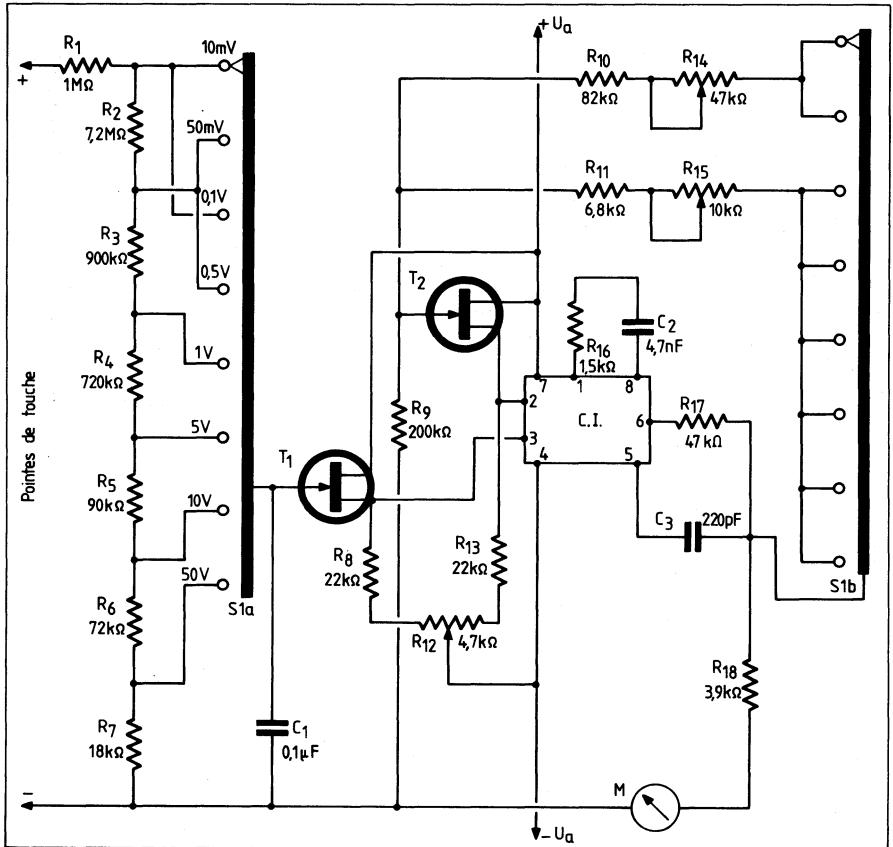 +
R1
1MΩ
10mV
R2
7,2MΩ
50mV
0,1V
R3
900kΩ
0,5V
1V
R4
720kΩ
5V
R5
90kΩ
10V
R6
72kΩ
50V
R7
18kΩ
−
Pointes de touche
S1a
C1
0,1µF
T1
T2
R8
22kΩ
R9
200kΩ
R12
4,7kΩ
R13
22kΩ
+Ua
−Ua
R10
82kΩ
R14
47kΩ
R11
6,8kΩ
R15
10kΩ
R16
1,5kΩ
C2
4,7nF
7
1
8
2
3
C.I.
6
4
5
R17
47kΩ
C3
220pF
S1b
R18
3,9kΩ
M